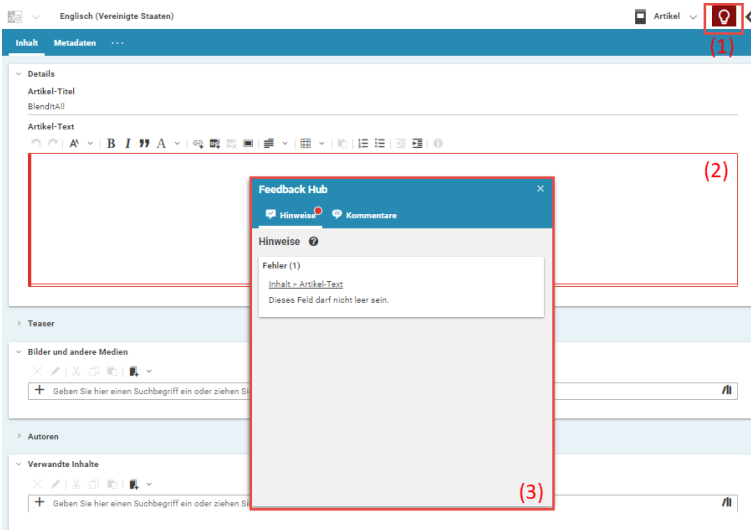 Englisch (Vereinigte Staaten)
Artikel
(1)
Inhalt Metadaten ...
Details
Artikel-Titel
BlendItAll
Artikel-Text
(2)
Feedback Hub
Hinweise Kommentare
Hinweise
Fehler (1)
Inhalt > Artikel-Text
Dieses Feld darf nicht leer sein.
Teaser
Bilder und andere Medien
Geben Sie hier einen Suchbegriff ein oder ziehen
Autoren
Verwandte Inhalte
Geben Sie hier einen Suchbegriff ein oder ziehen
(3)